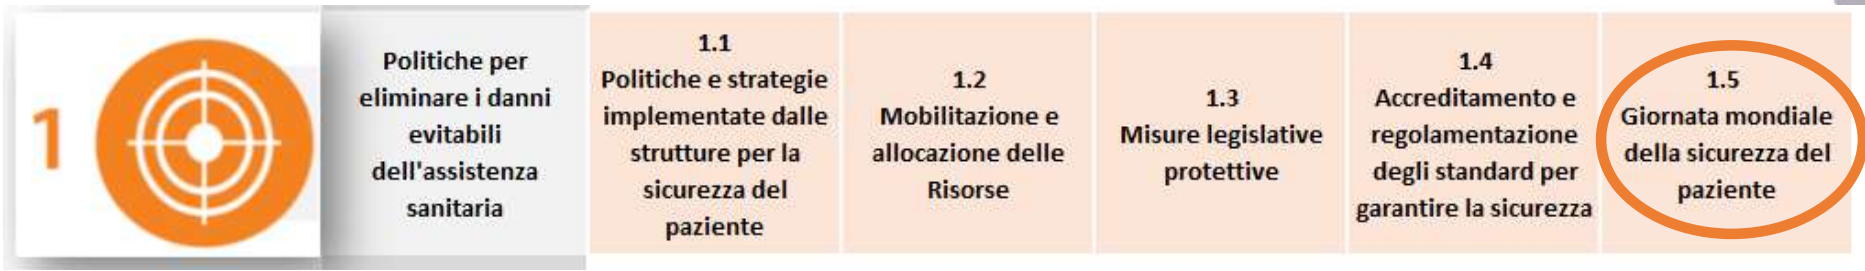 1
Politiche per
eliminare i danni
evitabili
dell'assistenza
sanitaria
1.1
Politiche e strategie
implementate dalle
strutture per la
sicurezza del
paziente
1.2
Mobilitazione e
allocazione delle
Risorse
1.3
Misure legislative
protettive
1.4
Accreditamento e
regolamentazione
degli standard per
garantire la sicurezza
1.5
Giornata mondiale
della sicurezza del
paziente